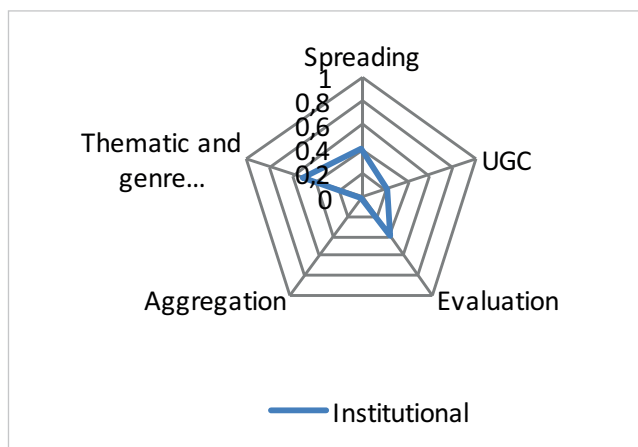 Spreading
1
0,8
0,6
0,4
0,2
0
Thematic and
genre...
UGC
Aggregation
Evaluation
Institutional